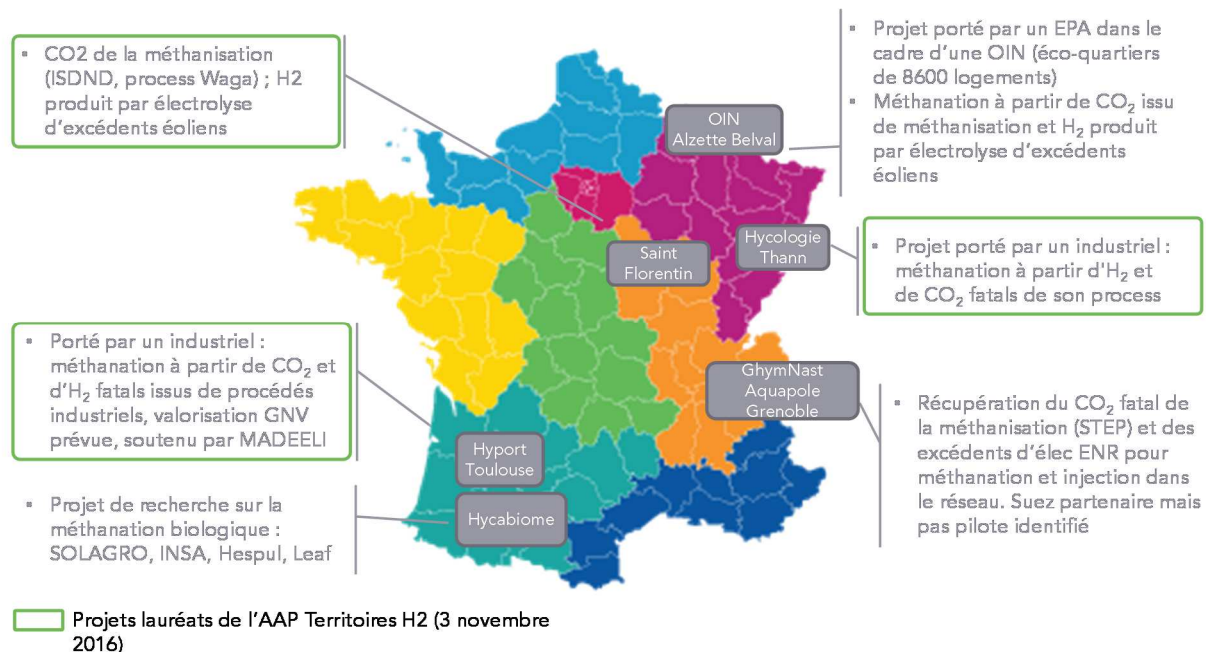 ▪ CO2 de la méthanisation
(ISDND, process Waga) ; H2
produit par électrolyse
d'excédents éoliens
▪ Projet porté par un EPA dans le
cadre d'une OIN (éco-quartiers
de 8600 logements)
▪ Méthanation à partir de CO₂ issu
de méthanisation et H₂ produit
par électrolyse d'excédents
éoliens
OIN
Alzette Belval
Saint
Florentin
Hycologie
Thann
▪ Projet porté par un industriel :
méthanation à partir d'H₂ et
de CO₂ fatals de son process
▪ Porté par un industriel :
méthanation à partir de CO₂ et
d'H₂ fatals issus de procédés
industriels, valorisation GNV
prévue, soutenu par MADEELI
GhymNast
Aquapole
Grenoble
▪ Récupération du CO₂ fatal de
la méthanisation (STEP) et des
excédents d'élec ENR pour
méthanation et injection dans
le réseau. Suez partenaire mais
pas pilote identifié
Hyport
Toulouse
▪ Projet de recherche sur la
méthanation biologique :
SOLAGRO, INSA, Hespul, Leaf
Hycabiome
Projets lauréats de l'AAP Territoires H2 (3 novembre
2016)